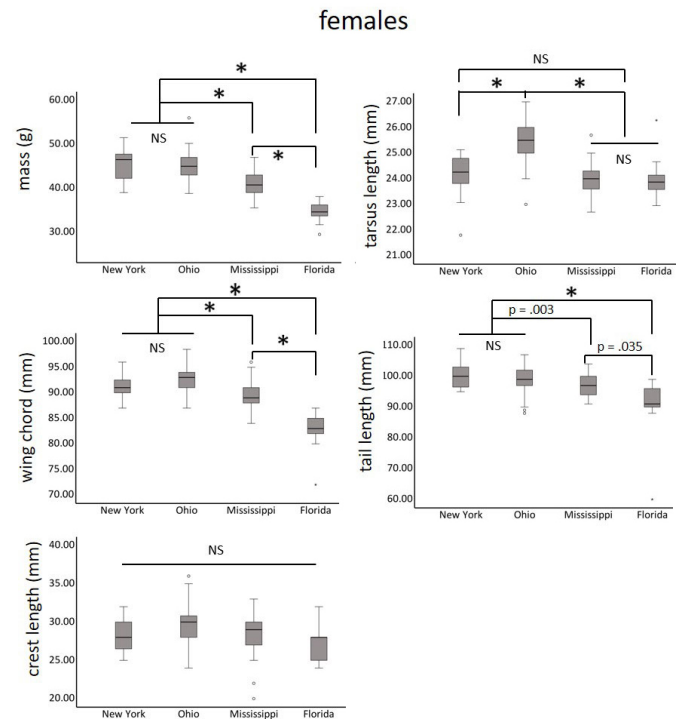 females
*
*
NS
*
mass (g)
60.00
50.00
40.00
30.00
New York Ohio Mississippi Florida
NS
*
*
NS
tarsus length (mm)
27.00
26.00
25.00
24.00
23.00
22.00
21.00
New York Ohio Mississippi Florida
*
*
NS
*
wing chord (mm)
100.00
95.00
90.00
85.00
80.00
75.00
70.00
New York Ohio Mississippi Florida
*
p = .003
NS
p = .035
tail length (mm)
110.00
100.00
90.00
80.00
70.00
60.00
New York Ohio Mississippi Florida
NS
crest length (mm)
40.00
35.00
30.00
25.00
20.00
New York Ohio Mississippi Florida